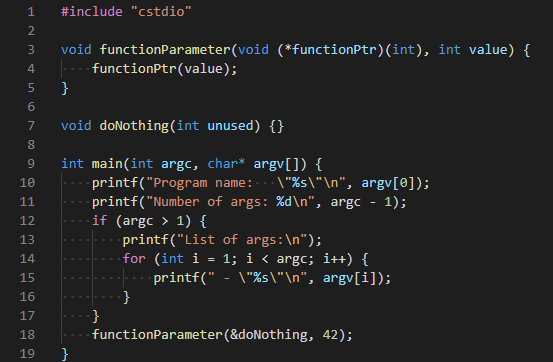 1 #include "cstdio"
2
3 void functionParameter(void (*functionPtr)(int), int value) {
4     functionPtr(value);
5 }
6
7 void doNothing(int unused) {}
8
9 int main(int argc, char* argv[]) {
10     printf("Program name:   \"%s\"\n", argv[0]);
11     printf("Number of args: %d\n", argc - 1);
12     if (argc > 1) {
13         printf("List of args:\n");
14         for (int i = 1; i < argc; i++) {
15             printf(" - \"%s\"\n", argv[i]);
16         }
17     }
18     functionParameter(&doNothing, 42);
19 }